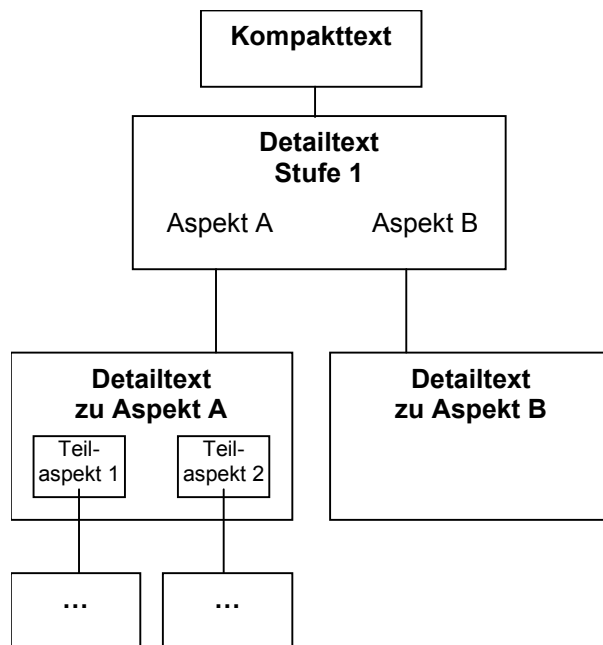 Kompakttext
Detailtext
Stufe 1
Aspekt A
Aspekt B
Detailtext
zu Aspekt A
Teil-
aspekt 1
Teil-
aspekt 2
Detailtext
zu Aspekt B
...
...